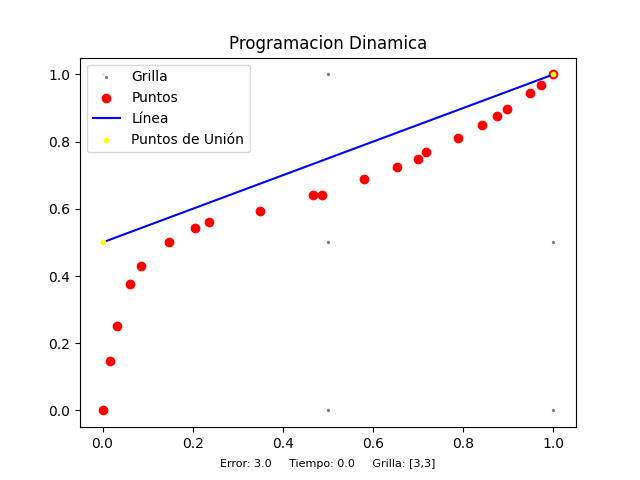 Programacion Dinamica
1.0
0.8
0.6
0.4
0.2
0.0
Grilla
Puntos
Línea
Puntos de Unión
0.0 0.2 0.4 0.6 0.8 1.0
Error: 3.0 Tiempo: 0.0 Grilla: [3,3]